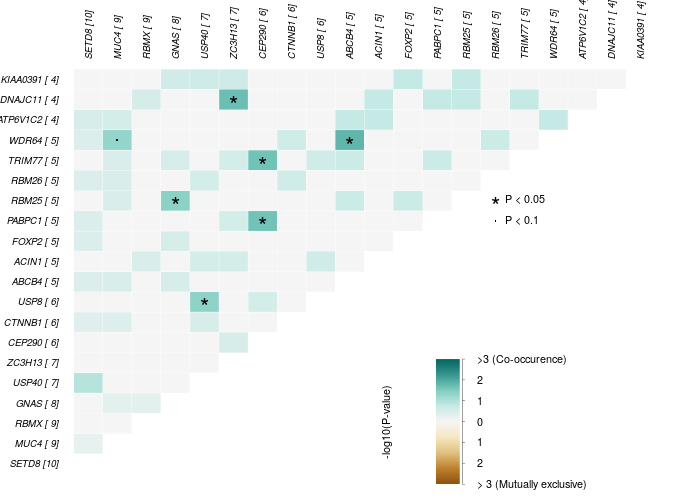 SETD8 [10]
MUC4 [ 9]
RBMX [ 9]
GNAS [ 8]
USP40 [ 7]
ZC3H13 [ 7]
CEP290 [ 6]
CTNNB1 [ 6]
USP8 [ 6]
ABCB4 [ 5]
ACIN1 [ 5]
FOXP2 [ 5]
PABPC1 [ 5]
RBM25 [ 5]
RBM26 [ 5]
TRIM77 [ 5]
WDR64 [ 5]
ATP6V1C2 [ 4
DNAJC11 [ 4]
KIAA0391 [ 4]
KIAA0391 [ 4]
DNAJC11 [ 4]
ATP6V1C2 [ 4]
WDR64 [ 5]
TRIM77 [ 5]
RBM26 [ 5]
RBM25 [ 5]
PABPC1 [ 5]
FOXP2 [ 5]
ACIN1 [ 5]
ABCB4 [ 5]
USP8 [ 6]
CTNNB1 [ 6]
CEP290 [ 6]
ZC3H13 [ 7]
USP40 [ 7]
GNAS [ 8]
RBMX [ 9]
MUC4 [ 9]
SETD8 [10]
* P < 0.05
· P < 0.1
-log10(P-value)
>3 (Co-occurence)
2
1
0
1
2
> 3 (Mutually exclusive)